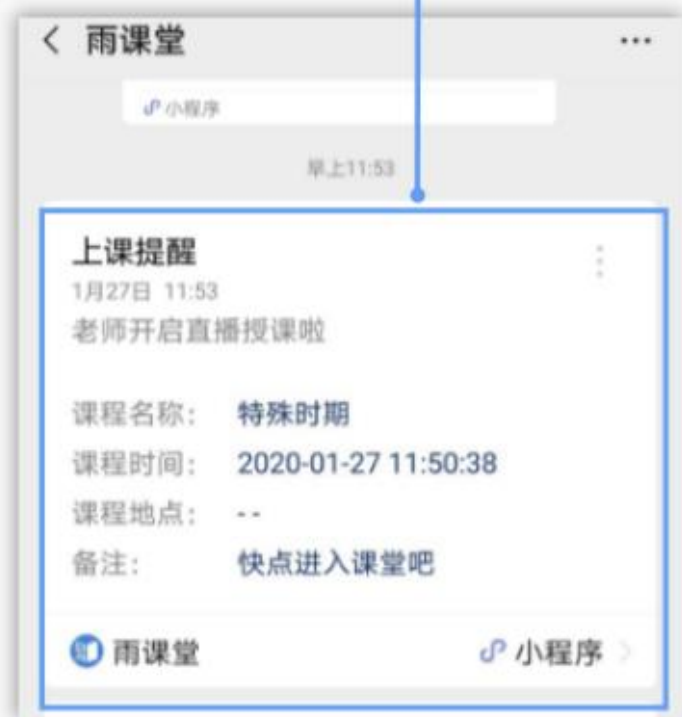 雨课堂
小程序
早上11:53
上课提醒
1月27日 11:53
老师开启直播授课啦
课程名称： 特殊时期
课程时间： 2020-01-27 11:50:38
课程地点： - -
备注： 快点进入课堂吧
雨课堂 小程序